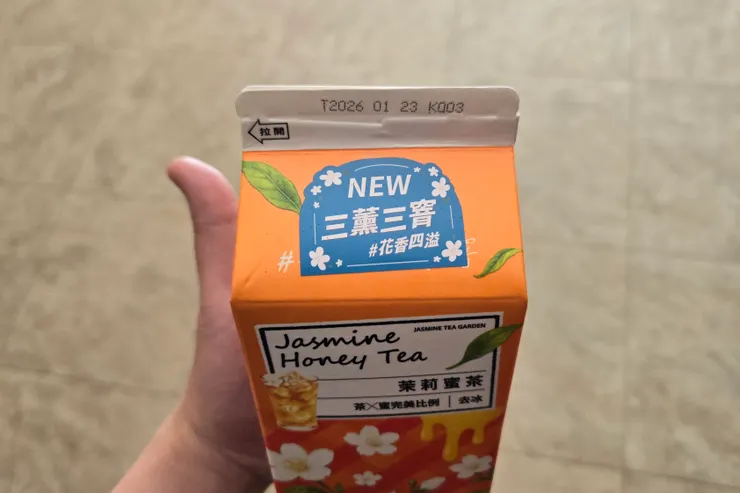 T2026 01 23 KQ03
拉開
NEW
三薰三窨
#花香四溢
#
JASMINE TEA GARDEN
Jasmine
Honey Tea
茉莉蜜茶
茶╳蜜完美比例 | 去冰